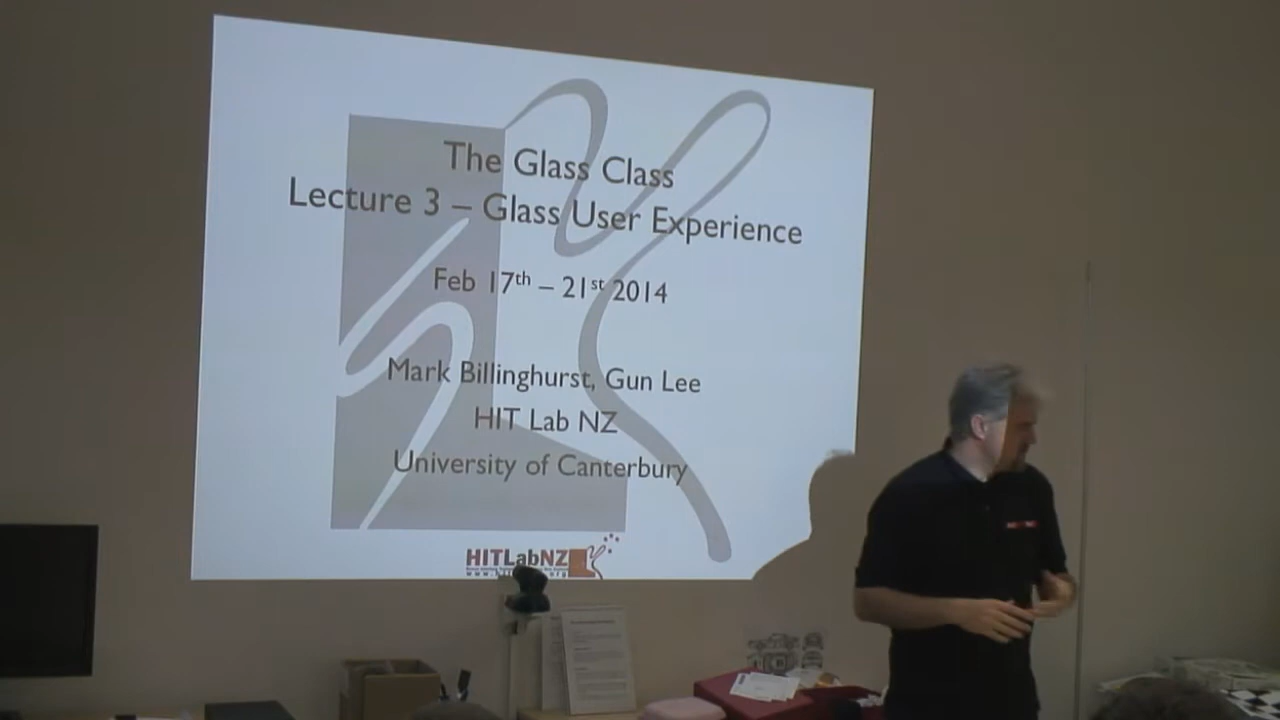 The Glass Class
Lecture 3 – Glass User Experience
Feb 17th – 21st 2014
Mark Billinghurst, Gun Lee
HIT Lab NZ
University of Canterbury
HITLabNZ